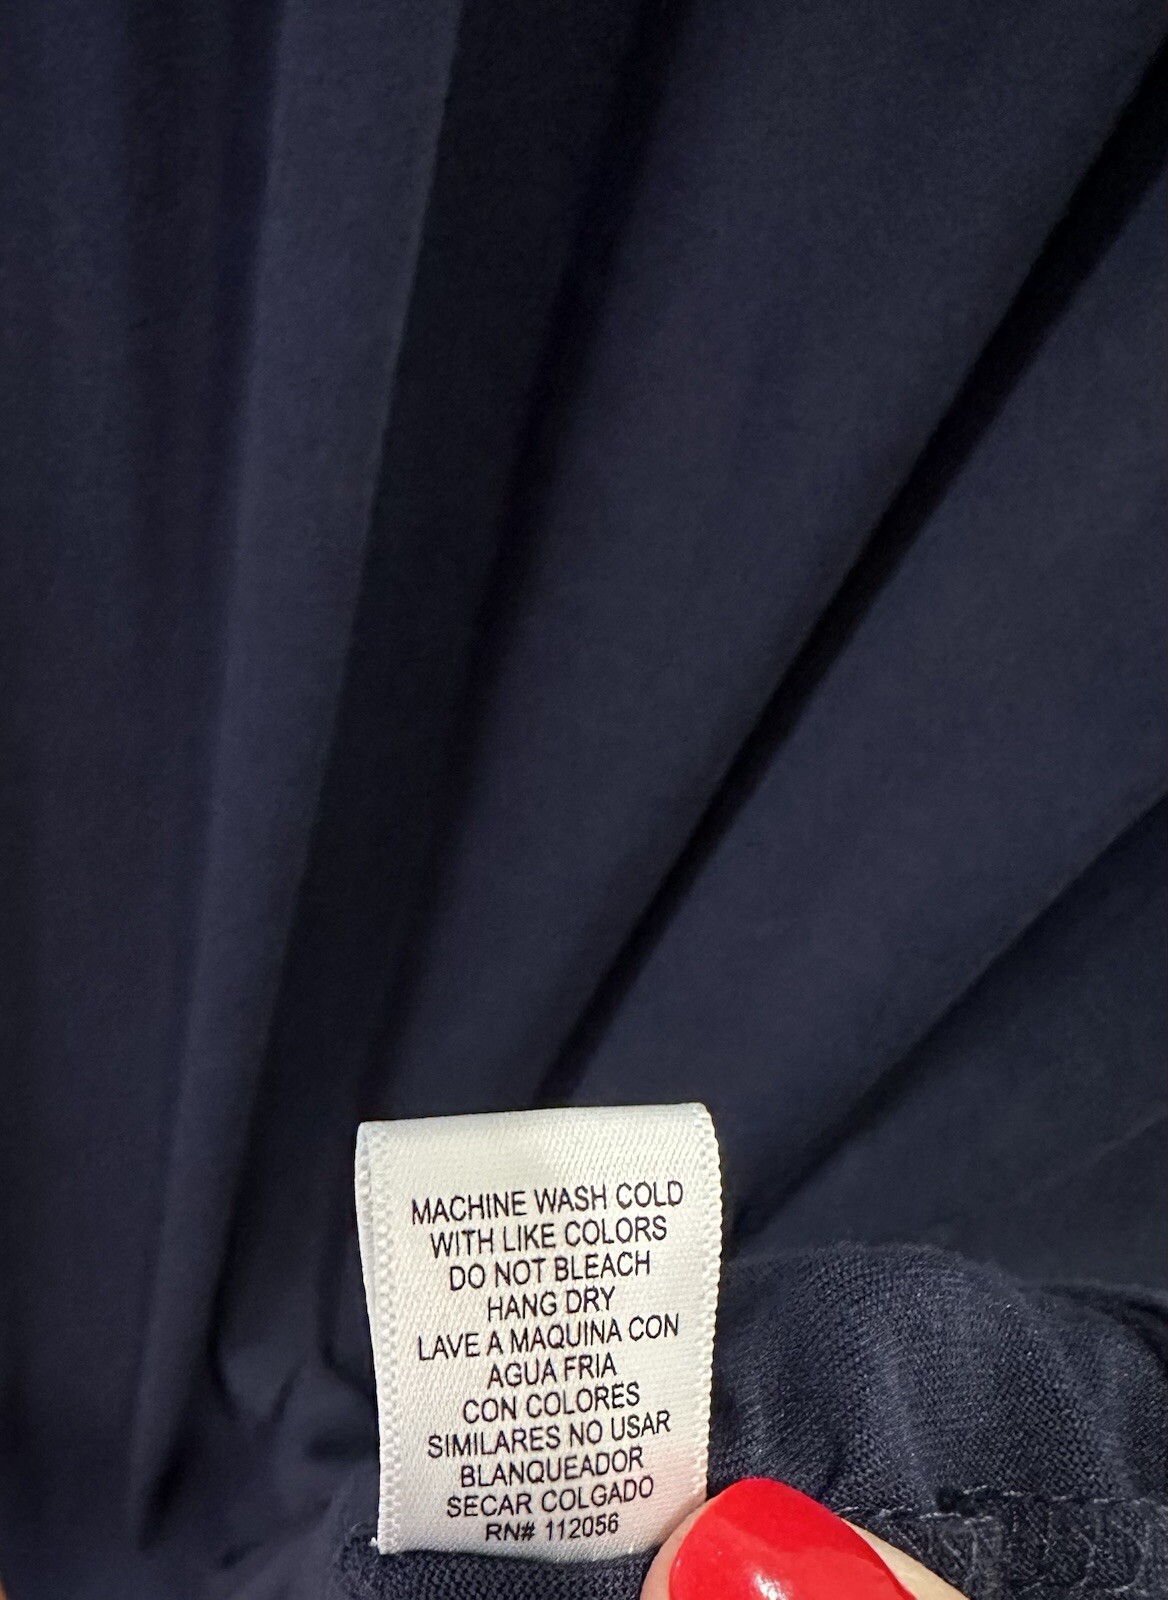 MACHINE WASH COLD
WITH LIKE COLORS
DO NOT BLEACH
HANG DRY
LAVE A MAQUINA CON
AGUA FRIA
CON COLORES
SIMILARES NO USAR
BLANQUEADOR
SECAR COLGADO
RN# 112056